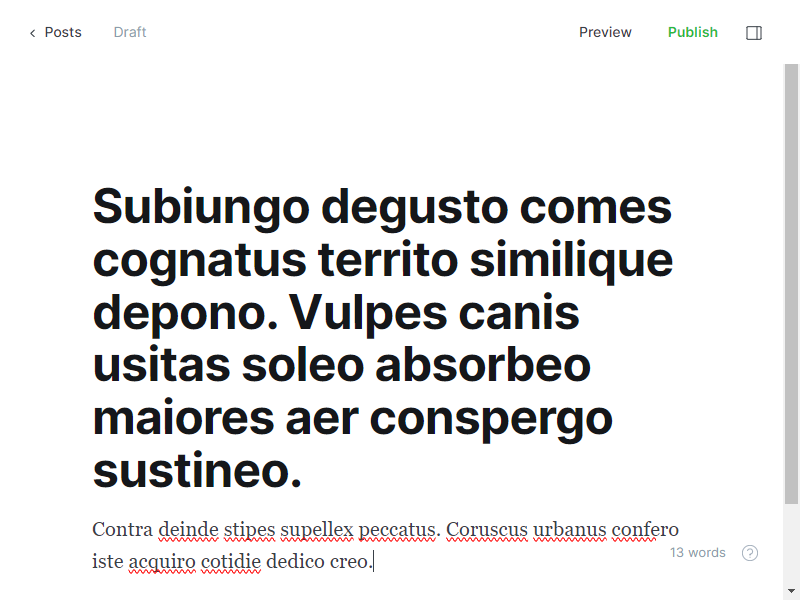 Posts Draft Preview Publish
Subiungo degusto comes
cognatus territo similique
depono. Vulpes canis
usitas soleo absorbeo
maiores aer conspergo
sustineo.
Contra deinde stipes supellex peccatus. Coruscus urbanus confero
iste acquiro cotidie dedico creo.
13 words ?